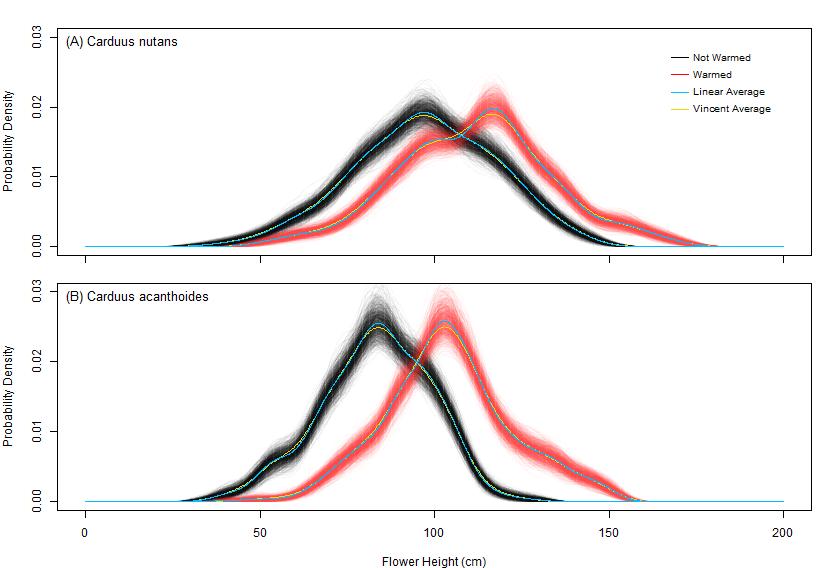 (A) Carduus nutans
Not Warmed
Warmed
Linear Average
Vincent Average
Probability Density
0.00
0.01
0.02
0.03
(B) Carduus acanthoides
Probability Density
0.00
0.01
0.02
0.03
0 50 100 150 200
Flower Height (cm)